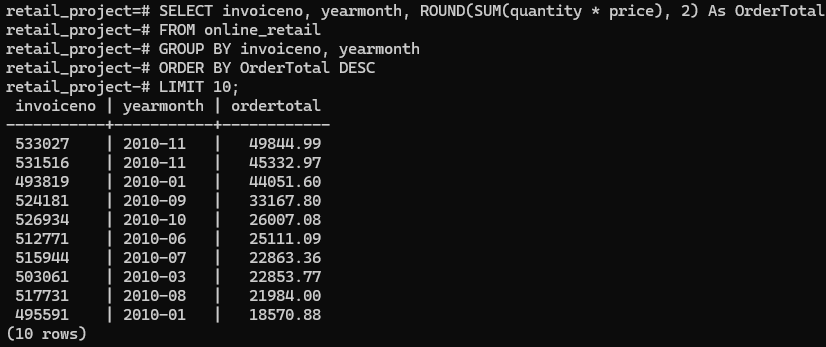 retail_project=# SELECT invoiceno, yearmonth, ROUND(SUM(quantity * price), 2) As OrderTotal
retail_project-# FROM online_retail
retail_project-# GROUP BY invoiceno, yearmonth
retail_project-# ORDER BY OrderTotal DESC
retail_project-# LIMIT 10;
 invoiceno | yearmonth | ordertotal
-----------+-----------+------------
 533027    | 2010-11   |   49844.99
 531516    | 2010-11   |   45332.97
 493819    | 2010-01   |   44051.60
 524181    | 2010-09   |   33167.80
 526934    | 2010-10   |   26007.08
 512771    | 2010-06   |   25111.09
 515944    | 2010-07   |   22863.36
 503061    | 2010-03   |   22853.77
 517731    | 2010-08   |   21984.00
 495591    | 2010-01   |   18570.88
(10 rows)